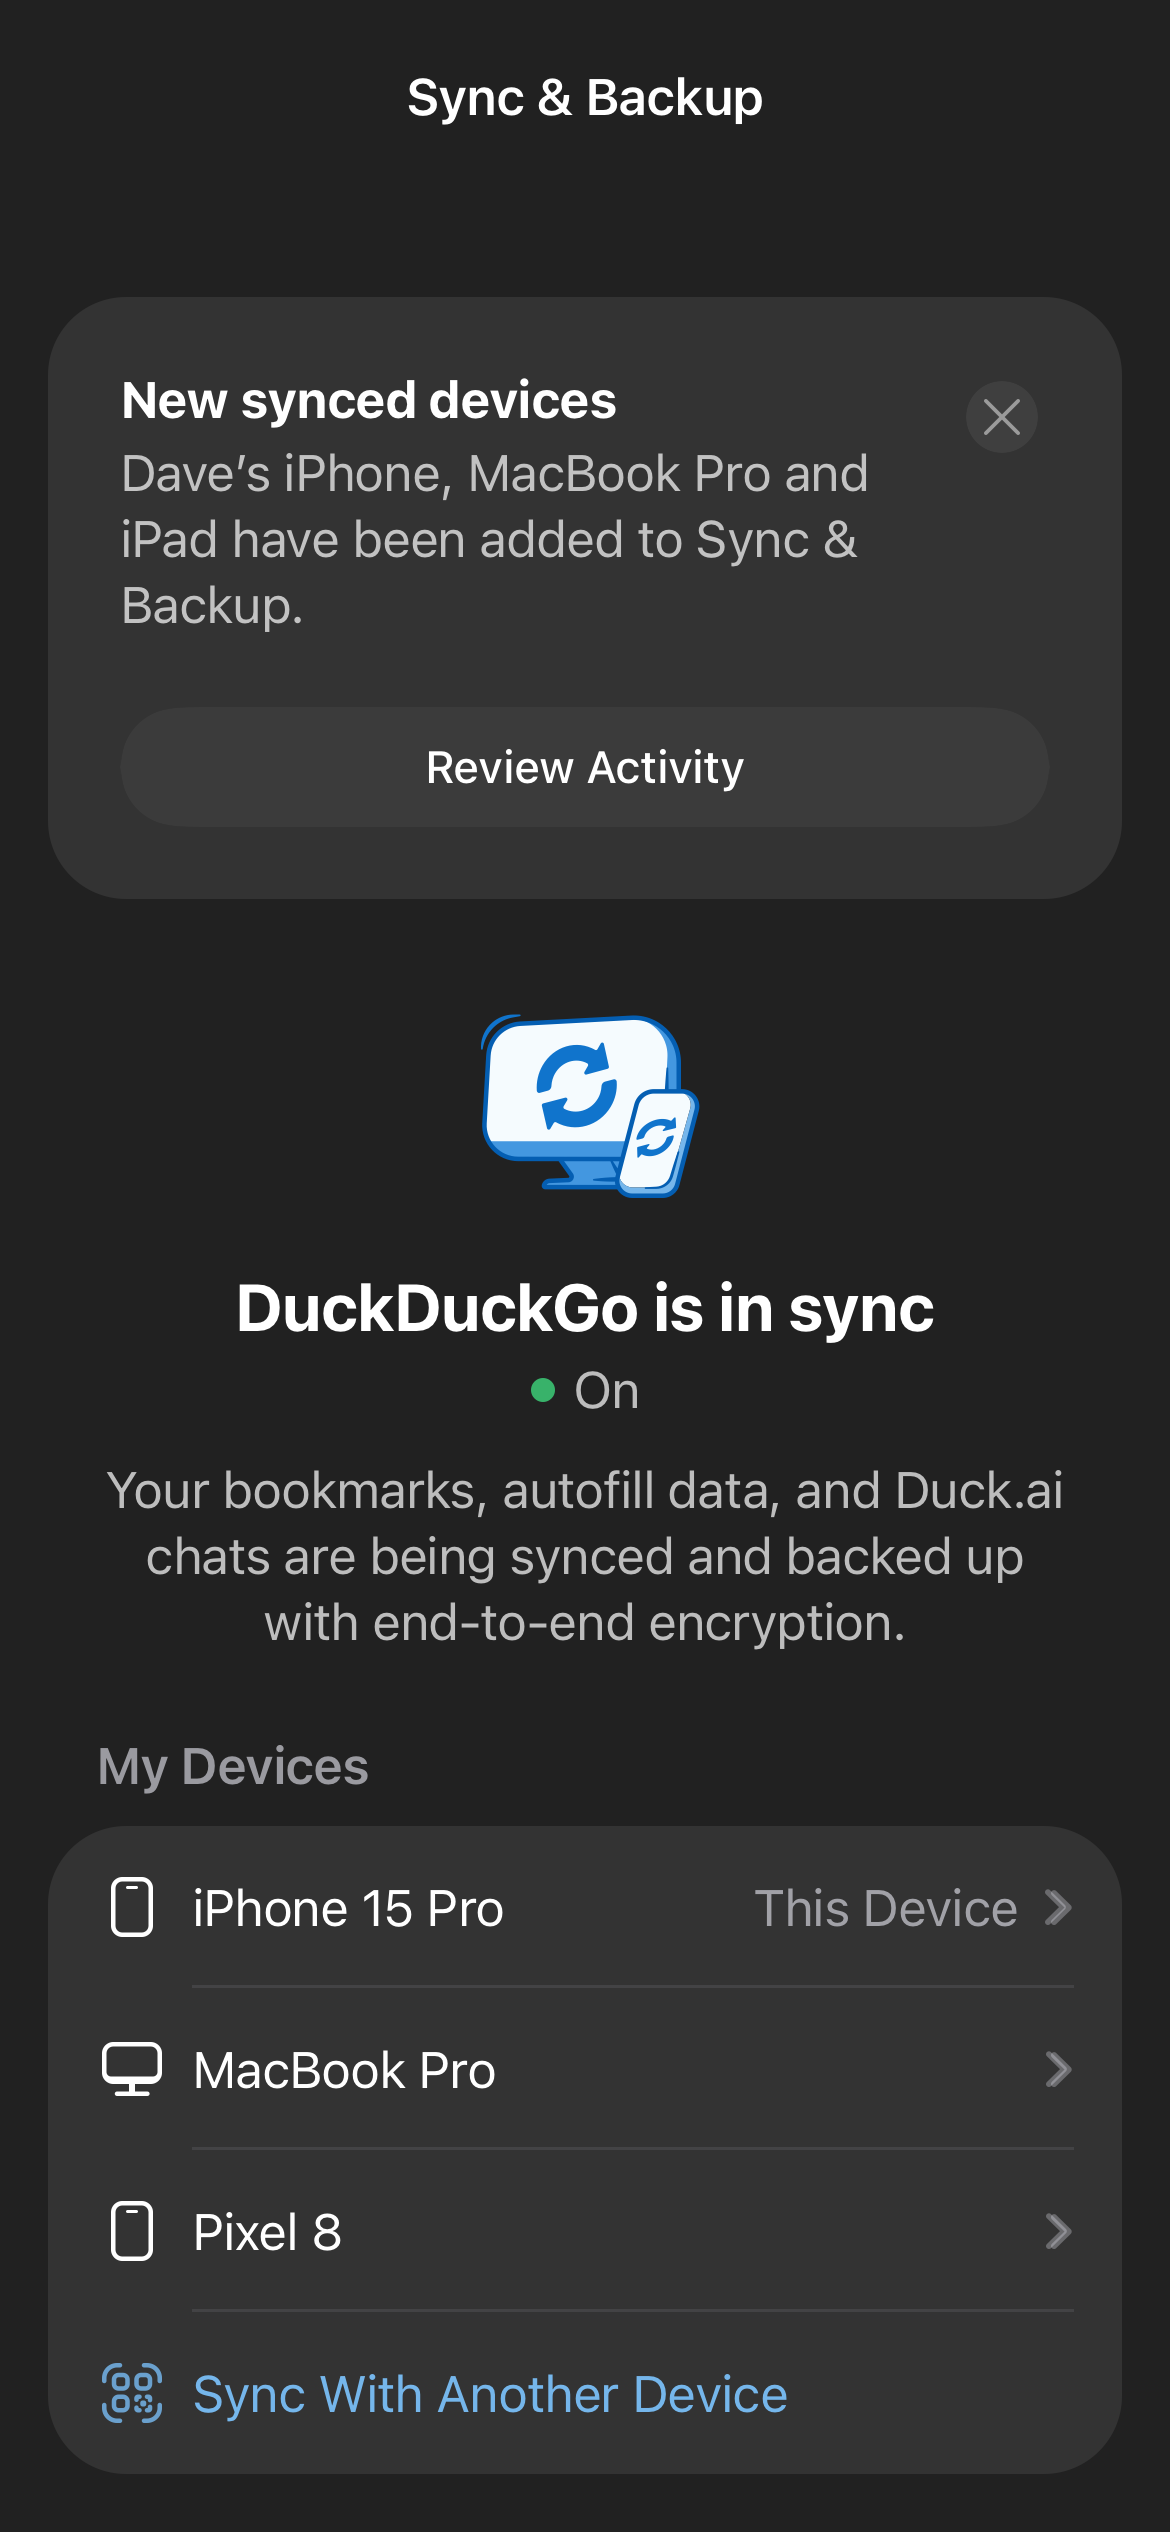 Sync & Backup
New synced devices
Dave’s iPhone, MacBook Pro and
iPad have been added to Sync &
Backup.
Review Activity
DuckDuckGo is in sync
On
Your bookmarks, autofill data, and Duck.ai
chats are being synced and backed up
with end-to-end encryption.
My Devices
iPhone 15 Pro This Device
MacBook Pro
Pixel 8
Sync With Another Device